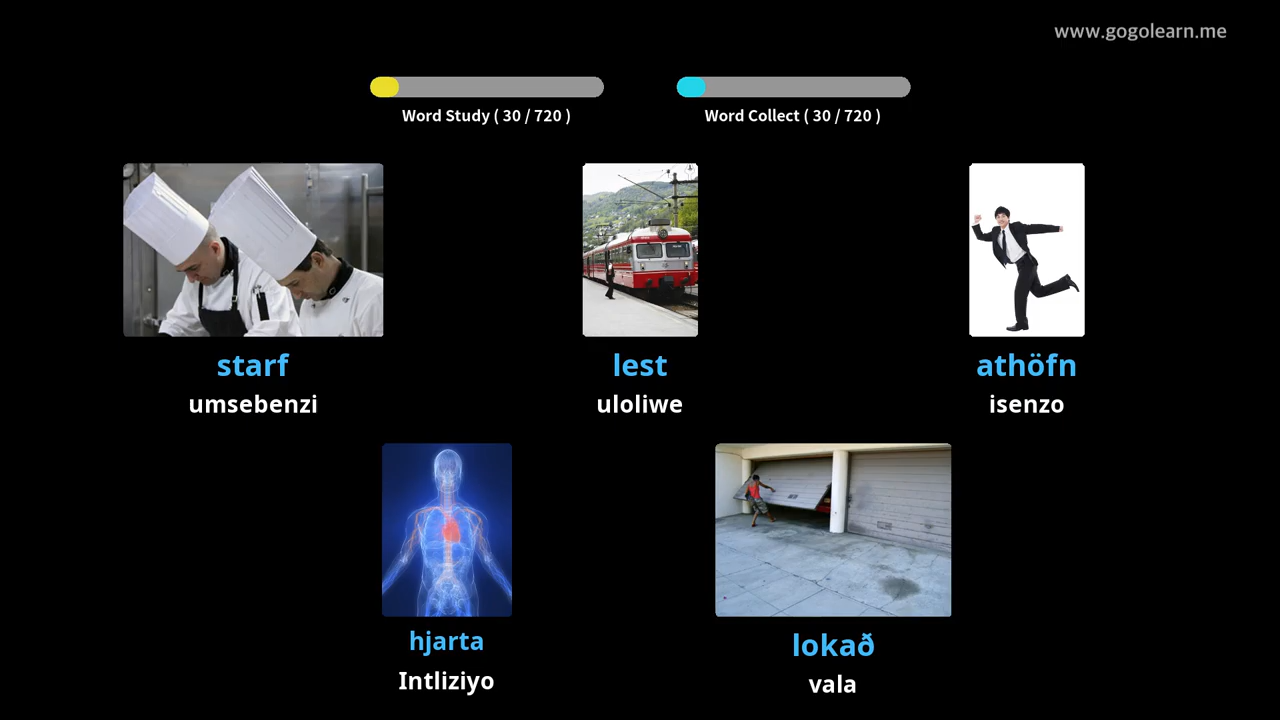 www.gogolearn.me
Word Study ( 30 / 720 )
Word Collect ( 30 / 720 )
starf
umsebenzi
lest
uloliwe
athöfn
isenzo
hjarta
Intliziyo
lokað
vala